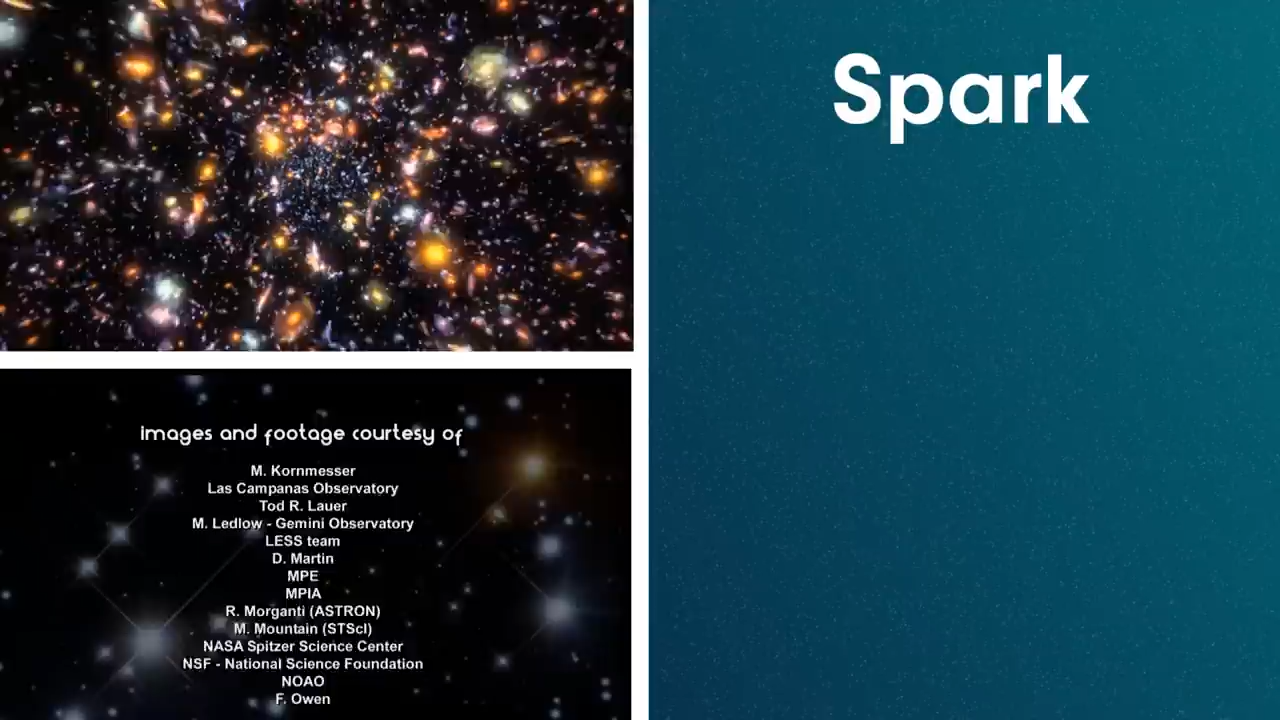 Spark
images and footage courtesy of
M. Kornmesser
Las Campanas Observatory
Tod R. Lauer
M. Ledlow - Gemini Observatory
LESS team
D. Martin
MPE
MPIA
R. Morganti (ASTRON)
M. Mountain (STScI)
NASA Spitzer Science Center
NSF - National Science Foundation
NOAO
F. Owen